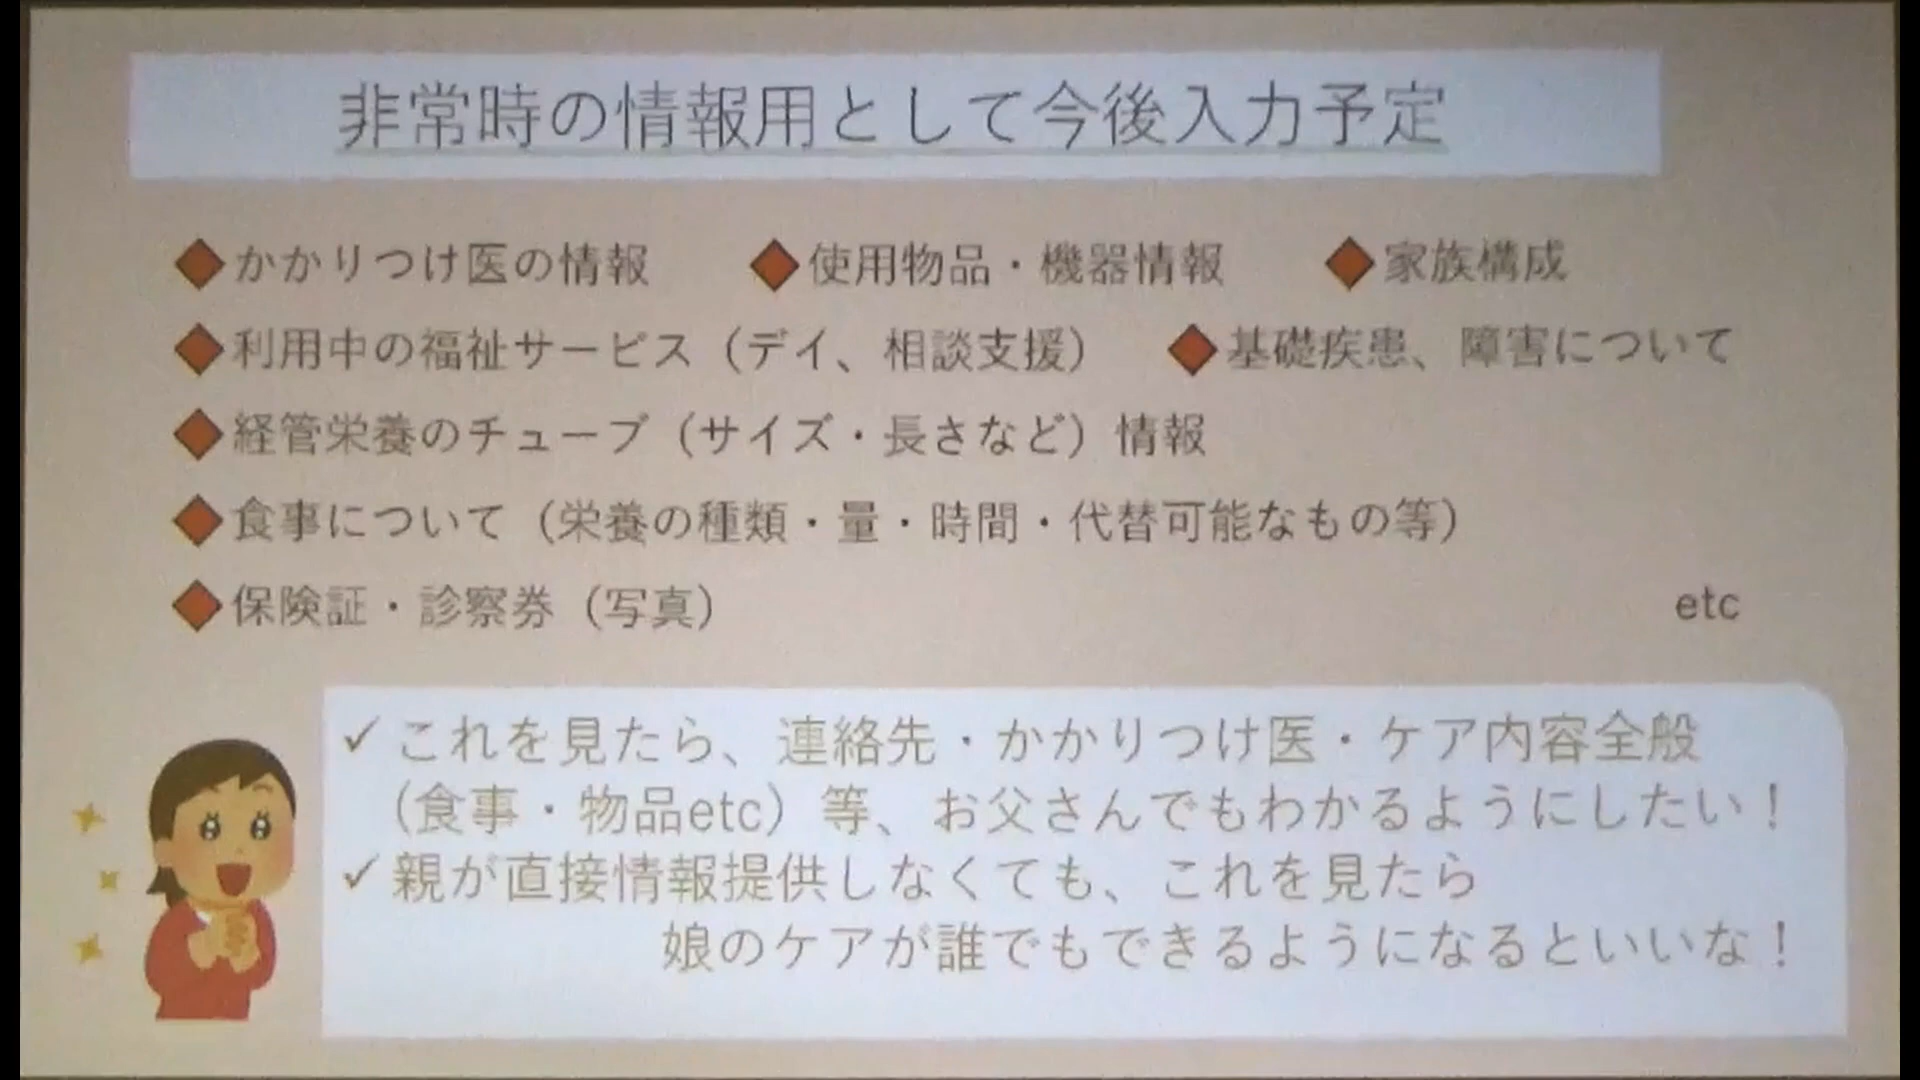 非常時の情報用として今後入力予定
◆かかりつけ医の情報 ◆使用物品・機器情報 ◆家族構成
◆利用中の福祉サービス（デイ、相談支援） ◆基礎疾患、障害について
◆経管栄養のチューブ（サイズ・長さなど）情報
◆食事について（栄養の種類・量・時間・代替可能なもの等）
◆保険証・診察券（写真） etc
✓これを見たら、連絡先・かかりつけ医・ケア内容全般
（食事・物品etc）等、お父さんでもわかるようにしたい！
✓親が直接情報提供しなくても、これを見たら
娘のケアが誰でもできるようになるといいな！